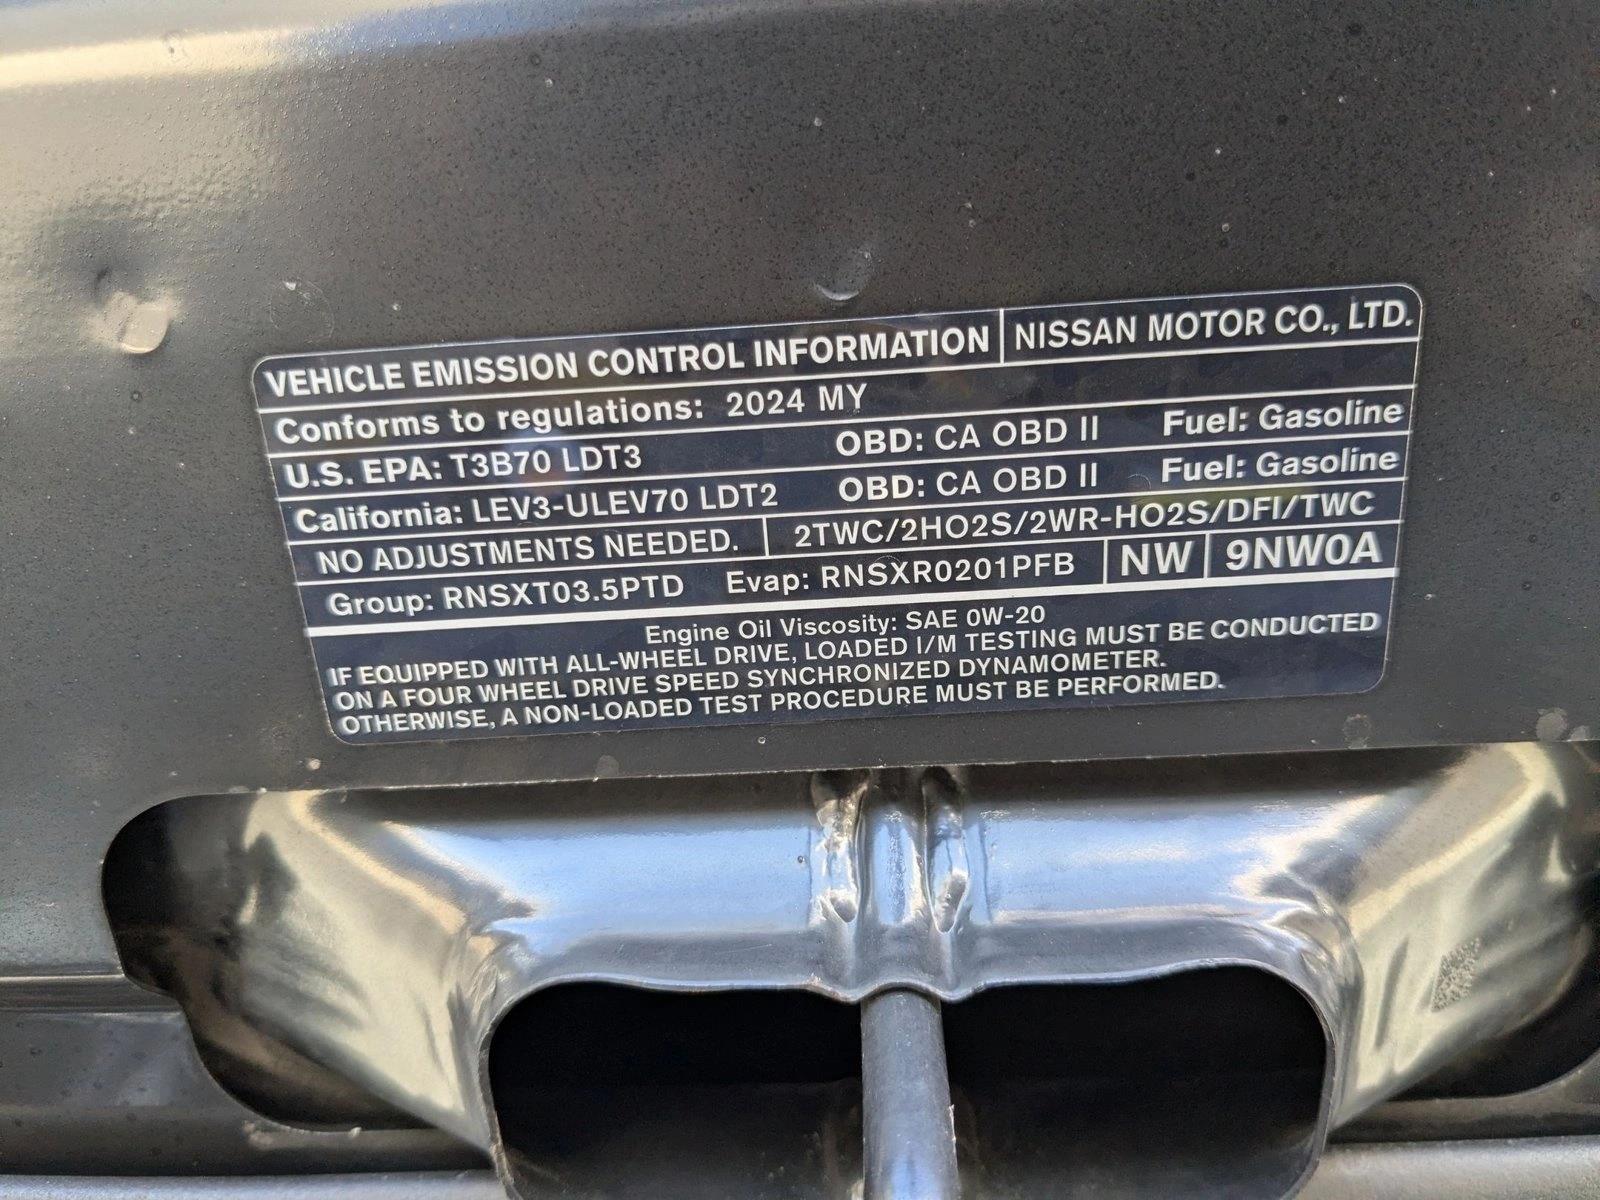 VEHICLE EMISSION CONTROL INFORMATION NISSAN MOTOR CO., LTD.
Conforms to regulations: 2024 MY
U.S. EPA: T3B70 LDT3 OBD: CA OBD II Fuel: Gasoline
California: LEV3-ULEV70 LDT2 OBD: CA OBD II Fuel: Gasoline
NO ADJUSTMENTS NEEDED. 2TWC/2HO2S/2WR-HO2S/DFI/TWC
Group: RNSXT03.5PTD Evap: RNSXR0201PFB NW 9NW0A
Engine Oil Viscosity: SAE 0W-20
IF EQUIPPED WITH ALL-WHEEL DRIVE, LOADED I/M TESTING MUST BE CONDUCTED
ON A FOUR WHEEL DRIVE SPEED SYNCHRONIZED DYNAMOMETER.
OTHERWISE, A NON-LOADED TEST PROCEDURE MUST BE PERFORMED.